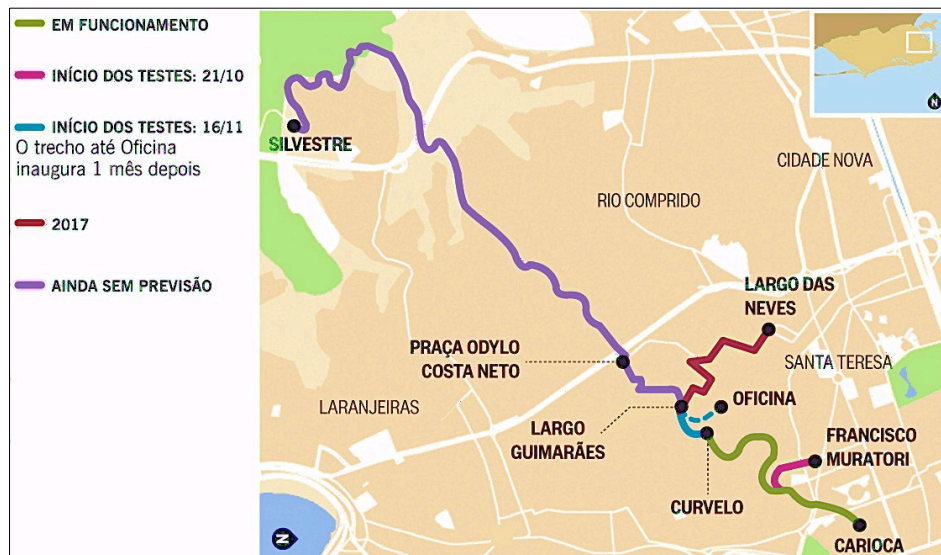 EM FUNCIONAMENTO
INÍCIO DOS TESTES: 21/10
INÍCIO DOS TESTES: 16/11
O trecho até Oficina
inaugura 1 mês depois
2017
AINDA SEM PREVISÃO
N
SILVESTRE
CIDADE NOVA
RIO COMPRIDO
LARGO DAS
NEVES
PRAÇA ODYLO
COSTA NETO
SANTA TERESA
LARANJEIRAS
OFICINA
LARGO
GUIMARÃES
FRANCISCO
MURATORI
CURVELO
CARIOCA
N